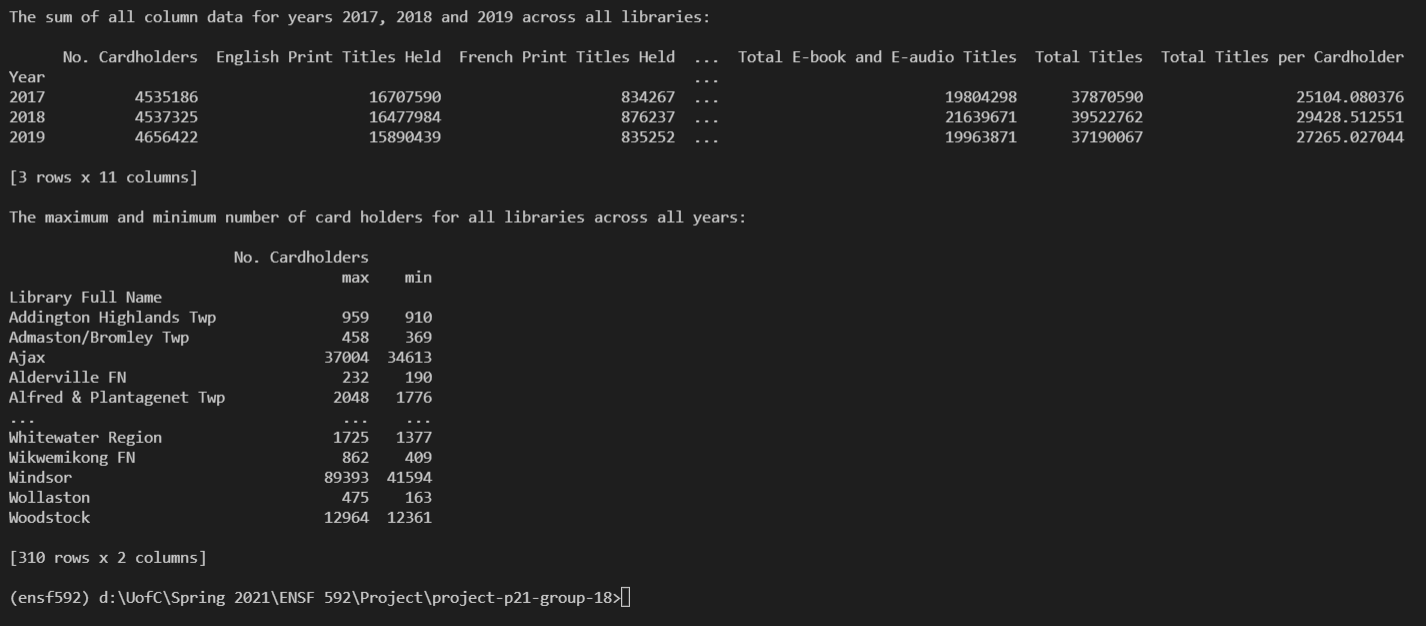 The sum of all column data for years 2017, 2018 and 2019 across all libraries:
No. Cardholders English Print Titles Held French Print Titles Held ... Total E-book and E-audio Titles Total Titles Total Titles per Cardholder
Year ...
2017 4535186 16707590 834267 ... 19804298 37870590 25104.080376
2018 4537325 16477984 876237 ... 21639671 39522762 29428.512551
2019 4656422 15890439 835252 ... 19963871 37190067 27265.027044
[3 rows x 11 columns]
The maximum and minimum number of card holders for all libraries across all years:
No. Cardholders
max min
Library Full Name
Addington Highlands Twp 959 910
Admaston/Bromley Twp 458 369
Ajax 37004 34613
Alderville FN 232 190
Alfred & Plantagenet Twp 2048 1776
... ... ...
Whitewater Region 1725 1377
Wikwemikong FN 862 409
Windsor 89393 41594
Wollaston 475 163
Woodstock 12964 12361
[310 rows x 2 columns]
(ensf592) d:\UofC\Spring 2021\ENSF 592\Project\project-p21-group-18>